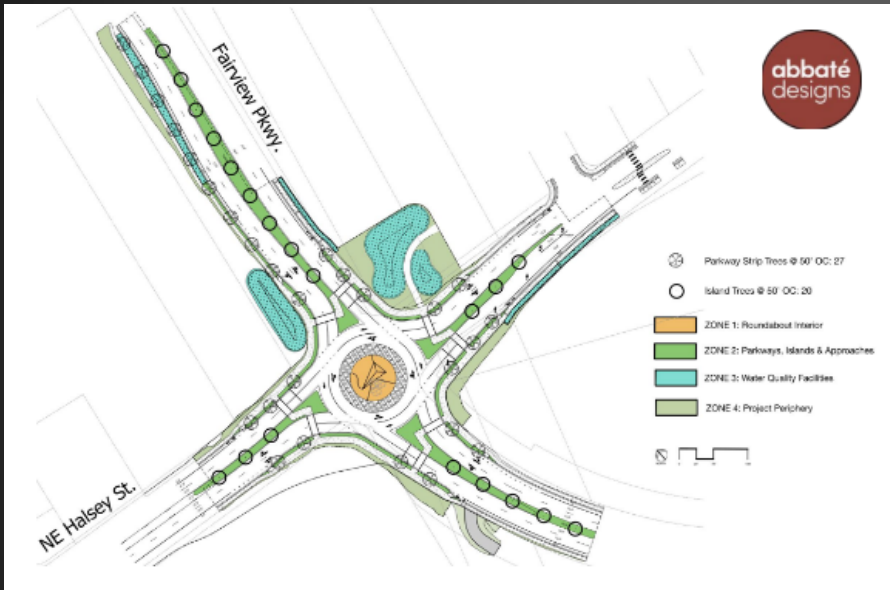 Fairview Pkwy.
abbaté
designs
Parkway Strip Trees @ 50' OC: 27
Island Trees @ 50' OC: 20
ZONE 1: Roundabout Interior
ZONE 2: Parkways, Islands & Approaches
ZONE 3: Water Quality Facilities
ZONE 4: Project Periphery
NE Halsey St.